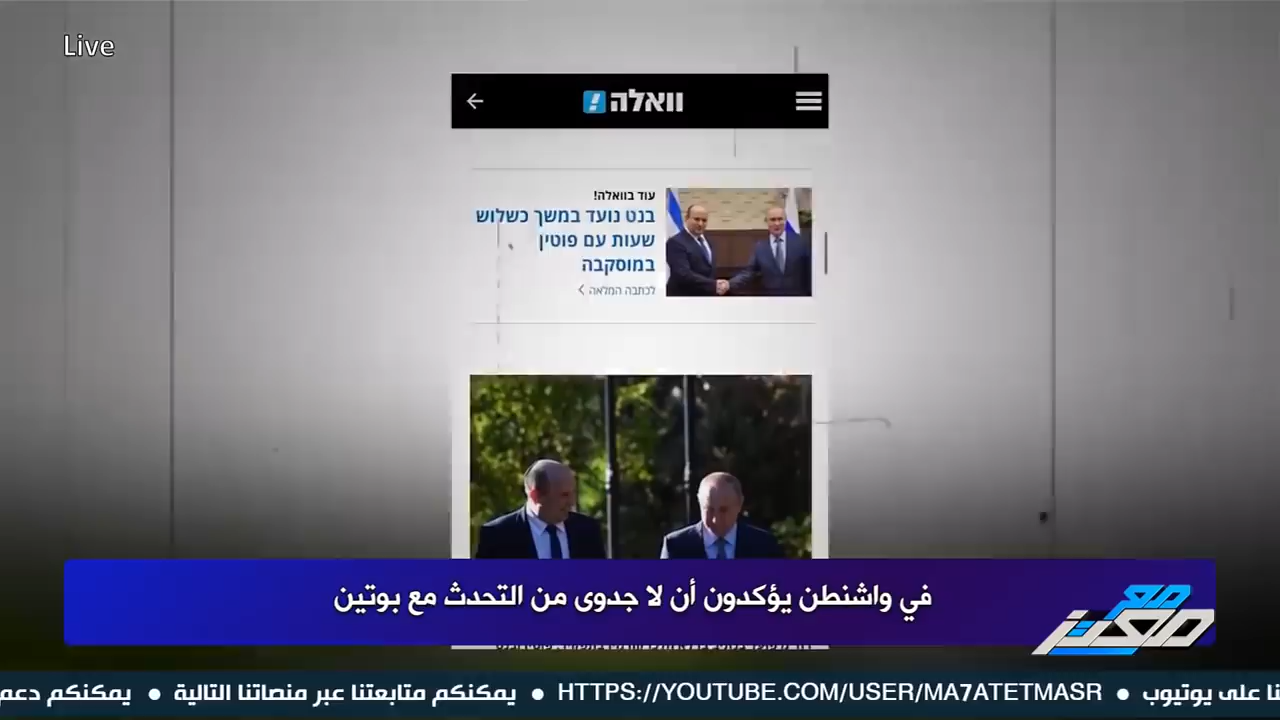 Live
וואלה!
עוד בוואלה!
בנט נועד במשך כשלוש
שעות עם פוטין
במוסקבה
לכתבה המלאה
في واشنطن يؤكدون أن لا جدوى من التحدث مع بوتين
مع معتز
نا على يوتيوب ● HTTPS://YOUTUBE.COM/USER/MA7ATETMASR ● يمكنكم متابعتنا عبر منصاتنا التالية ● يمكنكم دعم